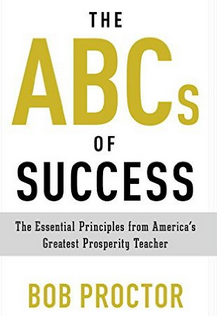 THE
ABCs
OF
SUCCESS
The Essential Principles from America's
Greatest Prosperity Teacher
BOB PROCTOR